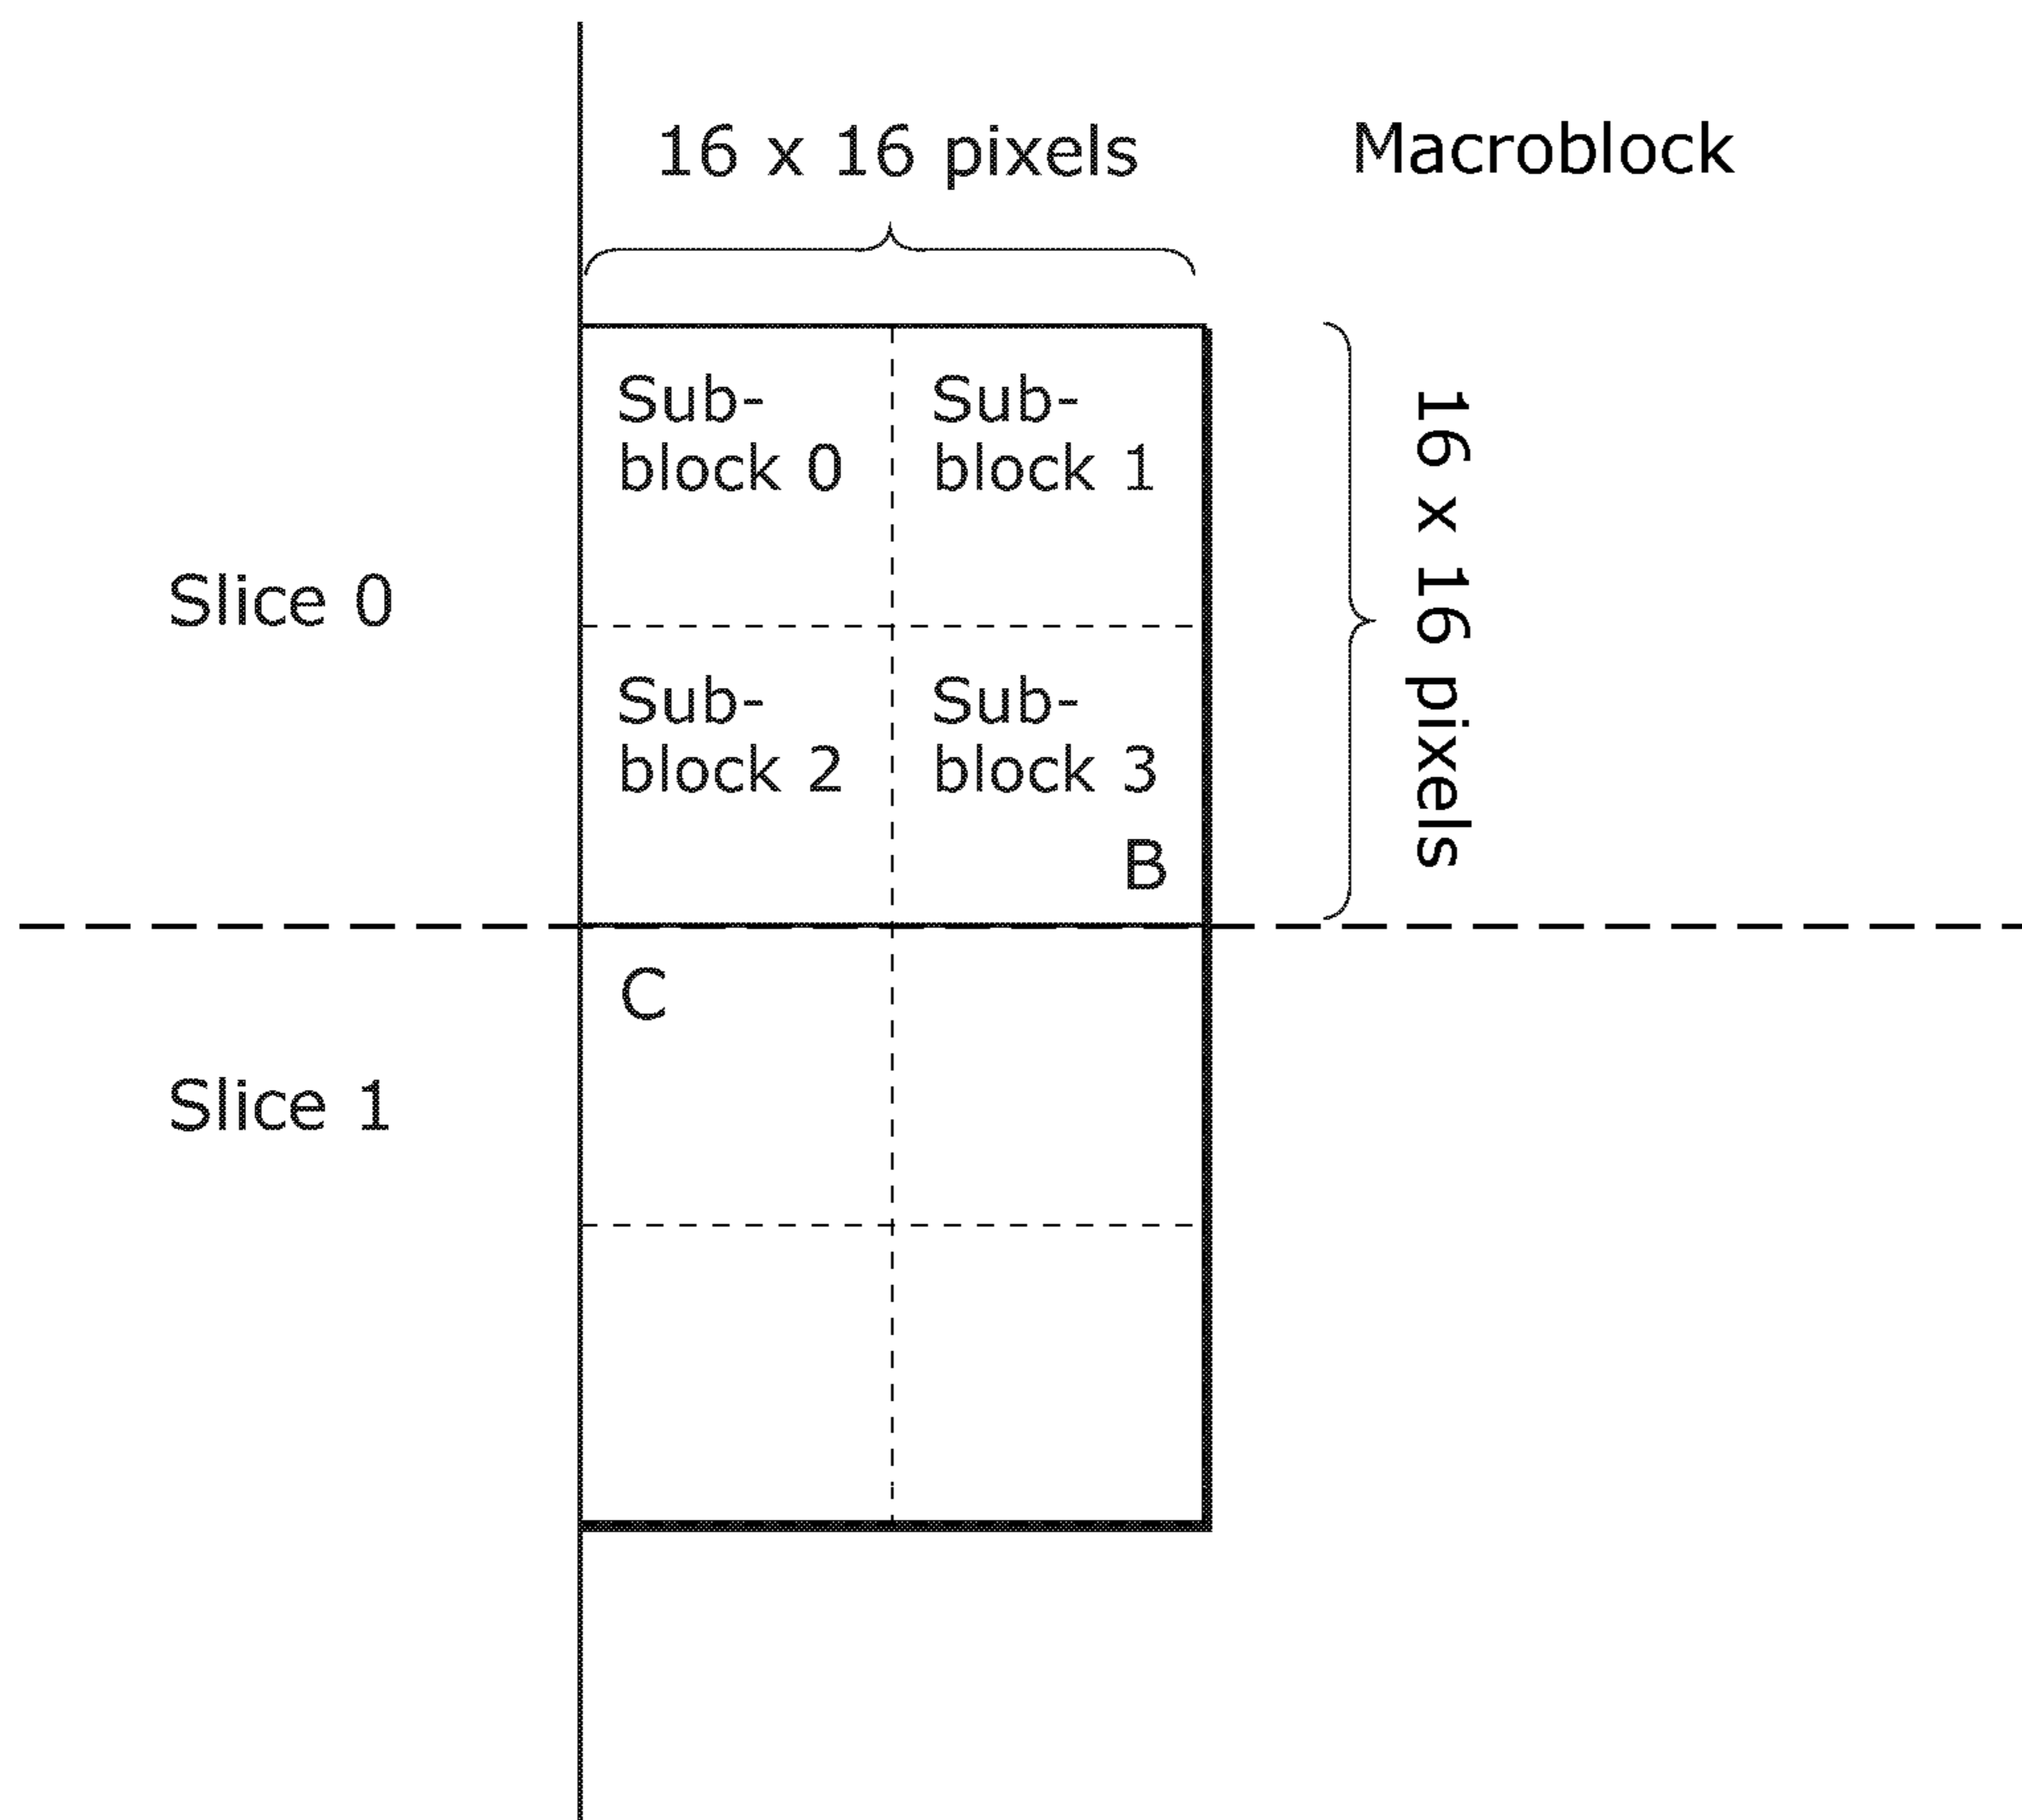 16 x 16 pixels
Macroblock
Sub-
block 0
Sub-
block 1
16 x 16 pixels
Slice 0
Sub-
block 2
Sub-
block 3
B
C
Slice 1